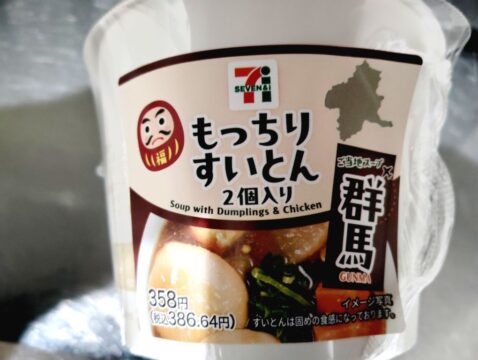 7i
SEVEN&I
福
もっちり
すいとん
2個入り
Soup with Dumplings & Chicken
ご当地スープ
群馬
GUNMA
358円
(税込386.64円)
イメージ写真
すいとんは固めの食感になっております。